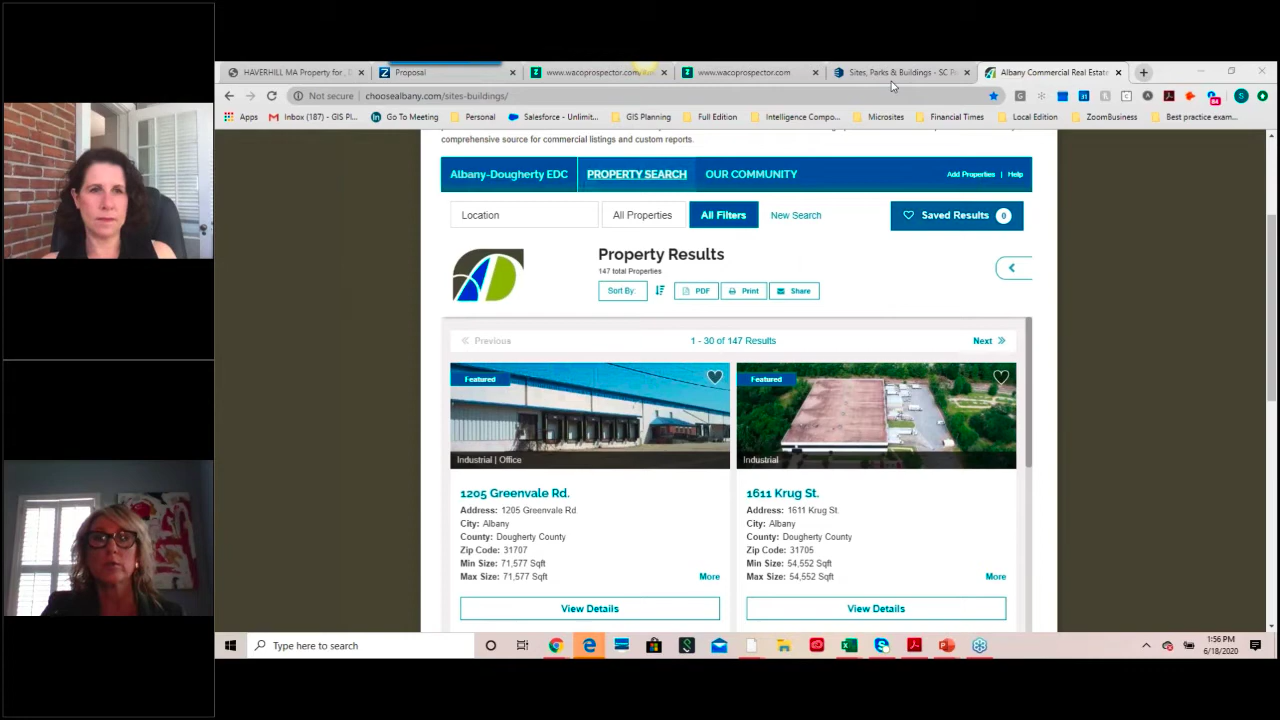 HAVERHILL MA Property for
Proposal
www.wacoprospector.com/
www.wacoprospector.com
Sites, Parks & Buildings - SC P
Albany Commercial Real Estate
Not secure choosealbany.com/sites-buildings/
Apps
Inbox (187) - GIS Pl...
Go To Meeting
Personal
Salesforce - Unlimit...
GIS Planning
Full Edition
Intelligence Compo...
Microsites
Financial Times
Local Edition
ZoomBusiness
Best practice exam...
comprehensive source for commercial listings and custom reports.
Albany-Dougherty EDC
PROPERTY SEARCH
OUR COMMUNITY
Add Properties | Help
Location
All Properties
All Filters
New Search
Saved Results 0
Property Results
147 total Properties
Sort By:
PDF
Print
Share
Previous
1 - 30 of 147 Results
Next
Featured
Industrial | Office
1205 Greenvale Rd.
Address: 1205 Greenvale Rd.
City: Albany
County: Dougherty County
Zip Code: 31707
Min Size: 71,577 Sqft
Max Size: 71,577 Sqft
More
View Details
Featured
Industrial
1611 Krug St.
Address: 1611 Krug St.
City: Albany
County: Dougherty County
Zip Code: 31705
Min Size: 54,552 Sqft
Max Size: 54,552 Sqft
More
View Details
Type here to search
1:56 PM
6/18/2020